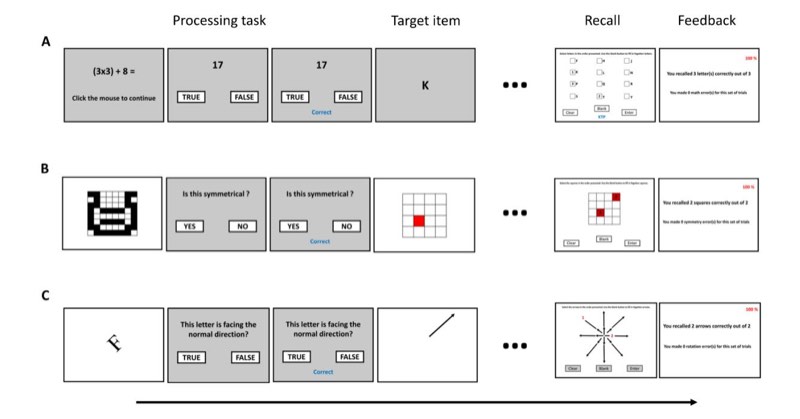 Processing task
Target item
Recall
Feedback
A
(3x3) + 8 =
Click the mouse to continue
17
TRUE
FALSE
17
TRUE
FALSE
Correct
K
Clear
Blank
Enter
100 %
You recalled 3 letter(s) correctly out of 3
You made 0 math error(s) for this set of trials
B
Is this symmetrical ?
YES
NO
Is this symmetrical ?
YES
NO
Correct
Clear
Blank
Enter
100 %
You recalled 2 squares correctly out of 2
You made 0 symmetry error(s) for this set of trials
C
F
This letter is facing the
normal direction?
TRUE
FALSE
This letter is facing the
normal direction?
TRUE
FALSE
Correct
Clear
Blank
Enter
100 %
You recalled 2 arrows correctly out of 2
You made 0 rotation error(s) for this set of trials